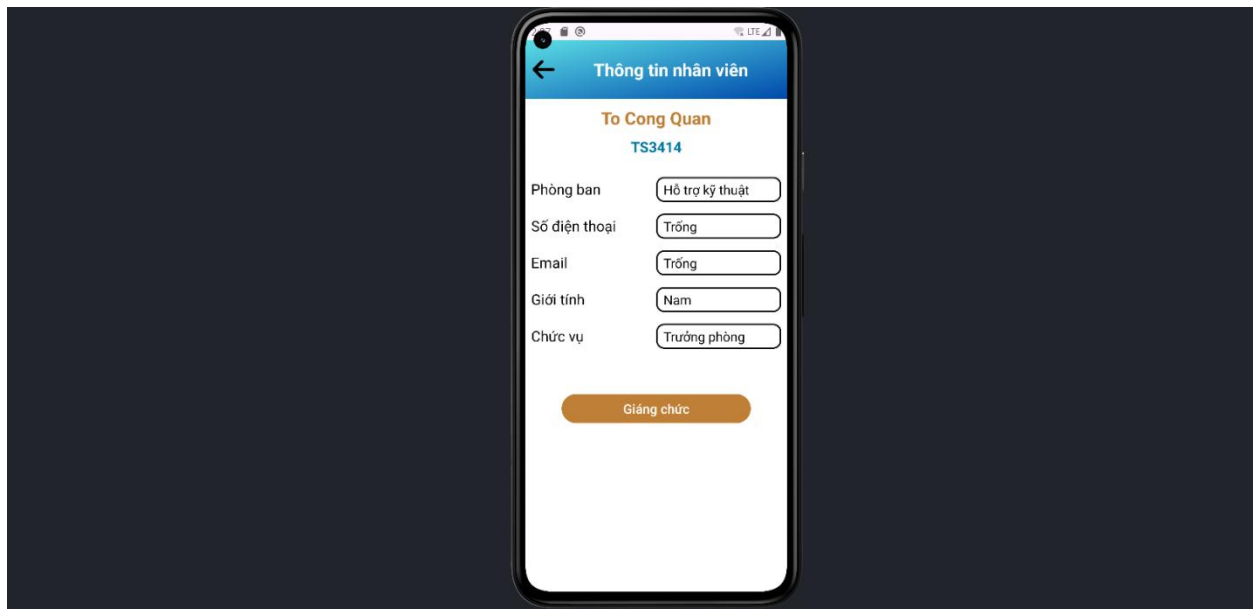 LTE
Thông tin nhân viên
To Cong Quan
TS3414
Phòng ban Hỗ trợ kỹ thuật
Số điện thoại Trống
Email Trống
Giới tính Nam
Chức vụ Trưởng phòng
Giáng chức